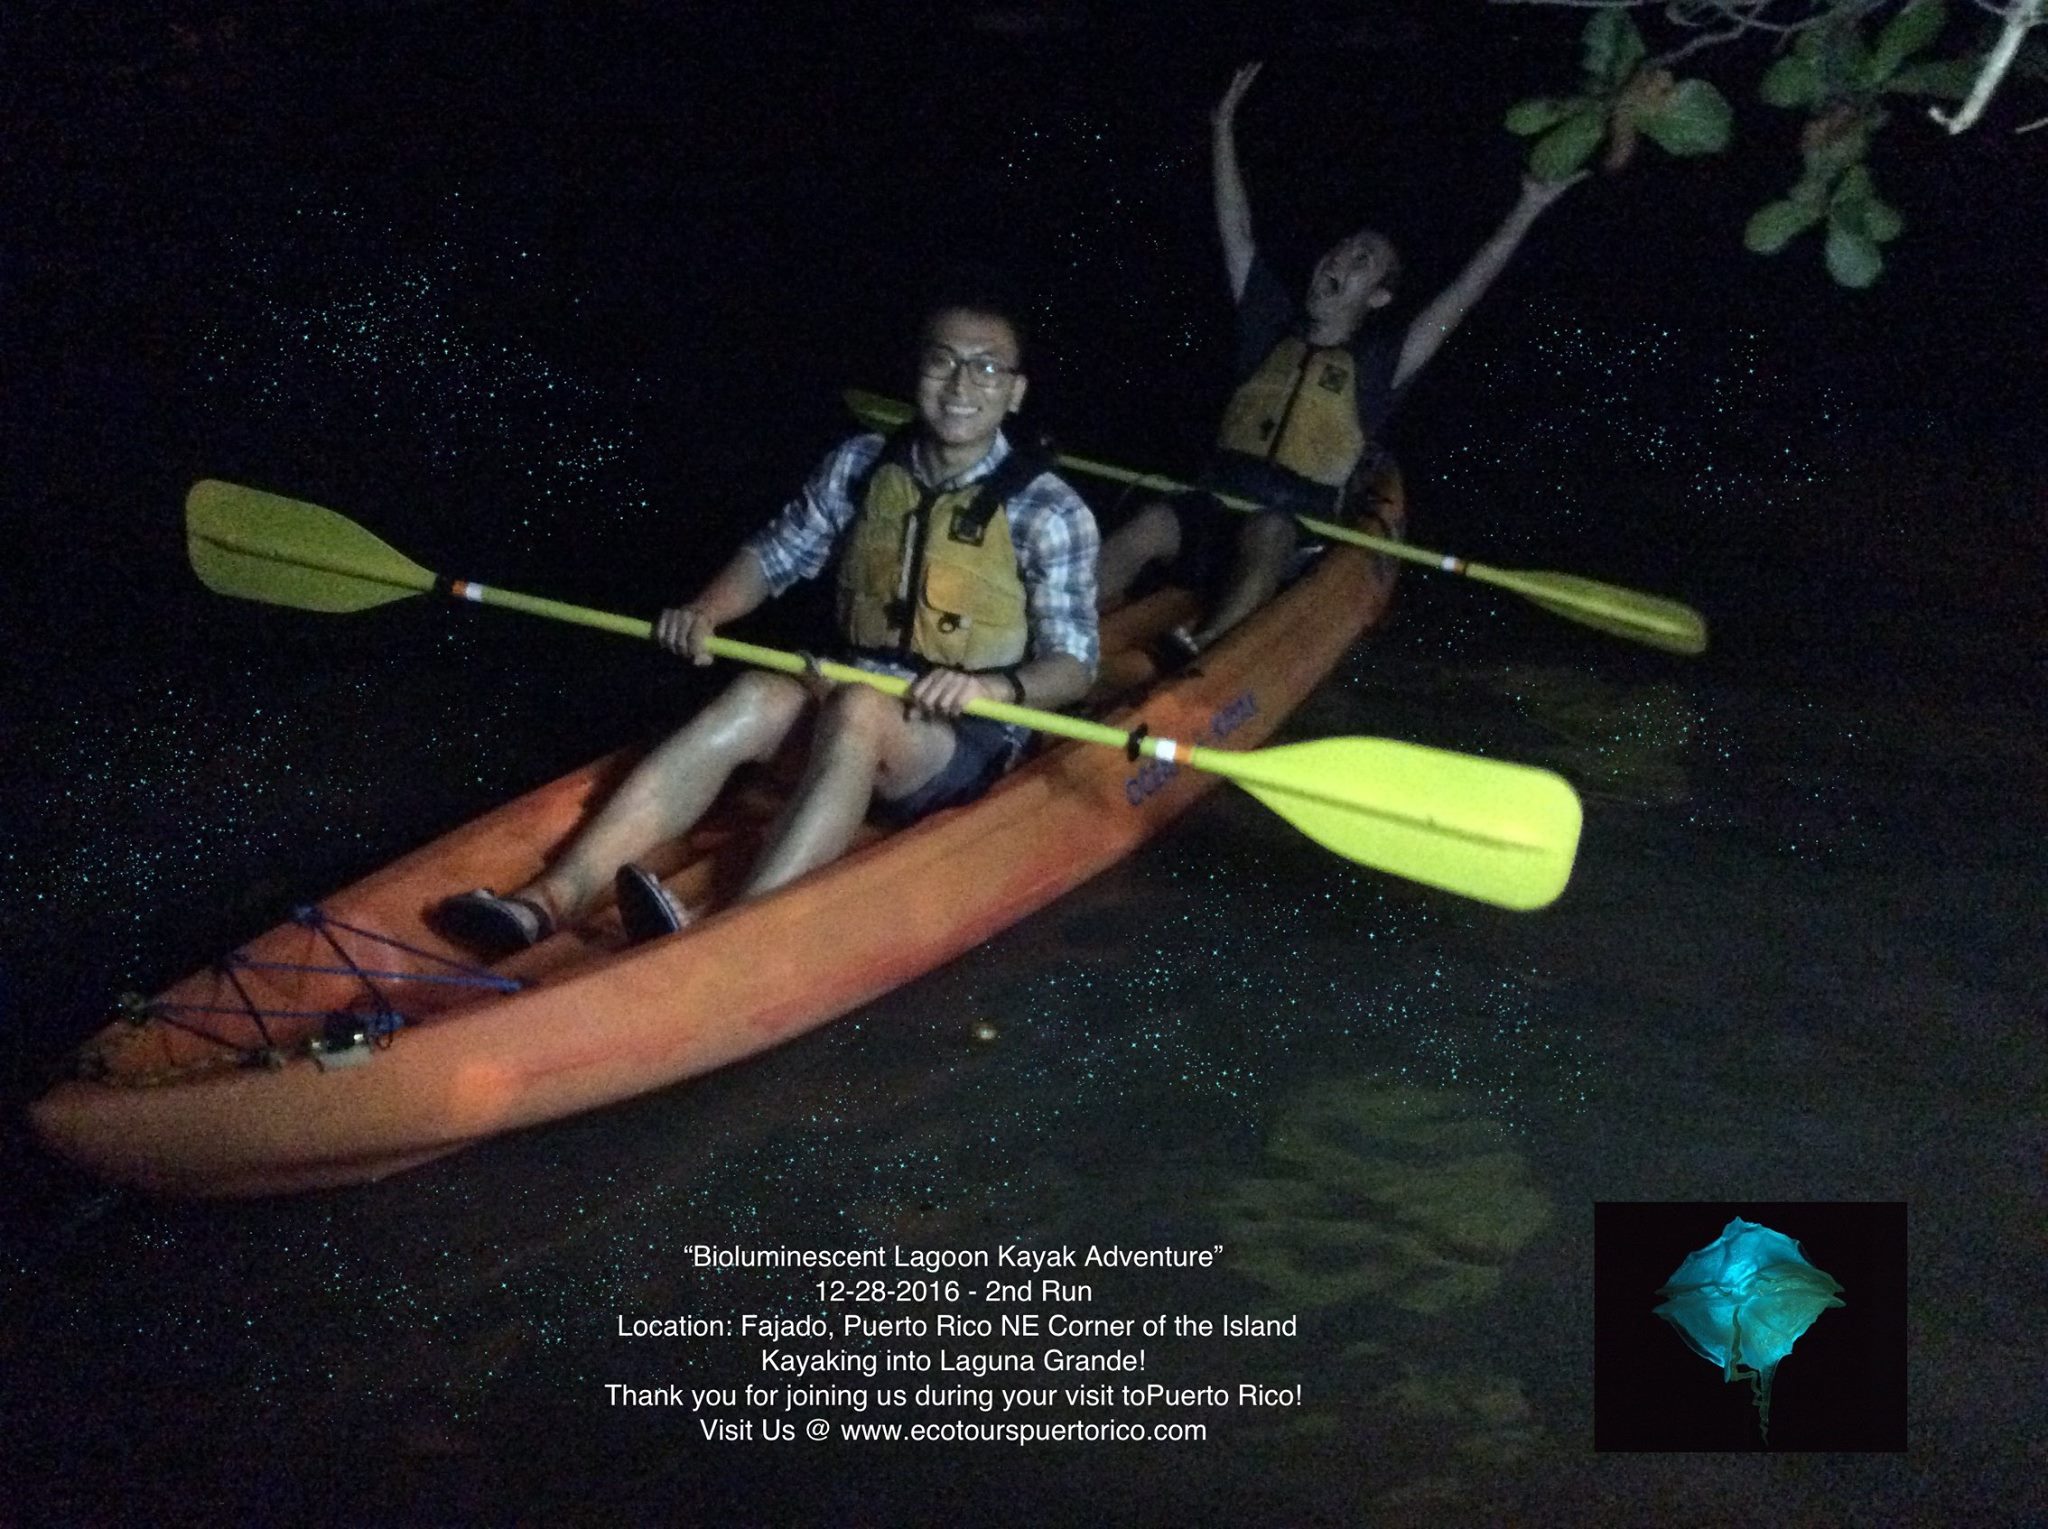 “Bioluminescent Lagoon Kayak Adventure”
12-28-2016 - 2nd Run
Location: Fajado, Puerto Rico NE Corner of the Island
Kayaking into Laguna Grande!
Thank you for joining us during your visit toPuerto Rico!
Visit Us @ www.ecotourspuertorico.com